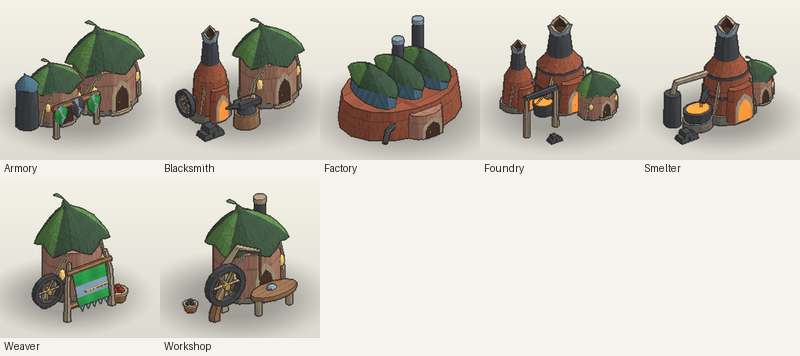 Armory
Blacksmith
Factory
Foundry
Smelter
Weaver
Workshop